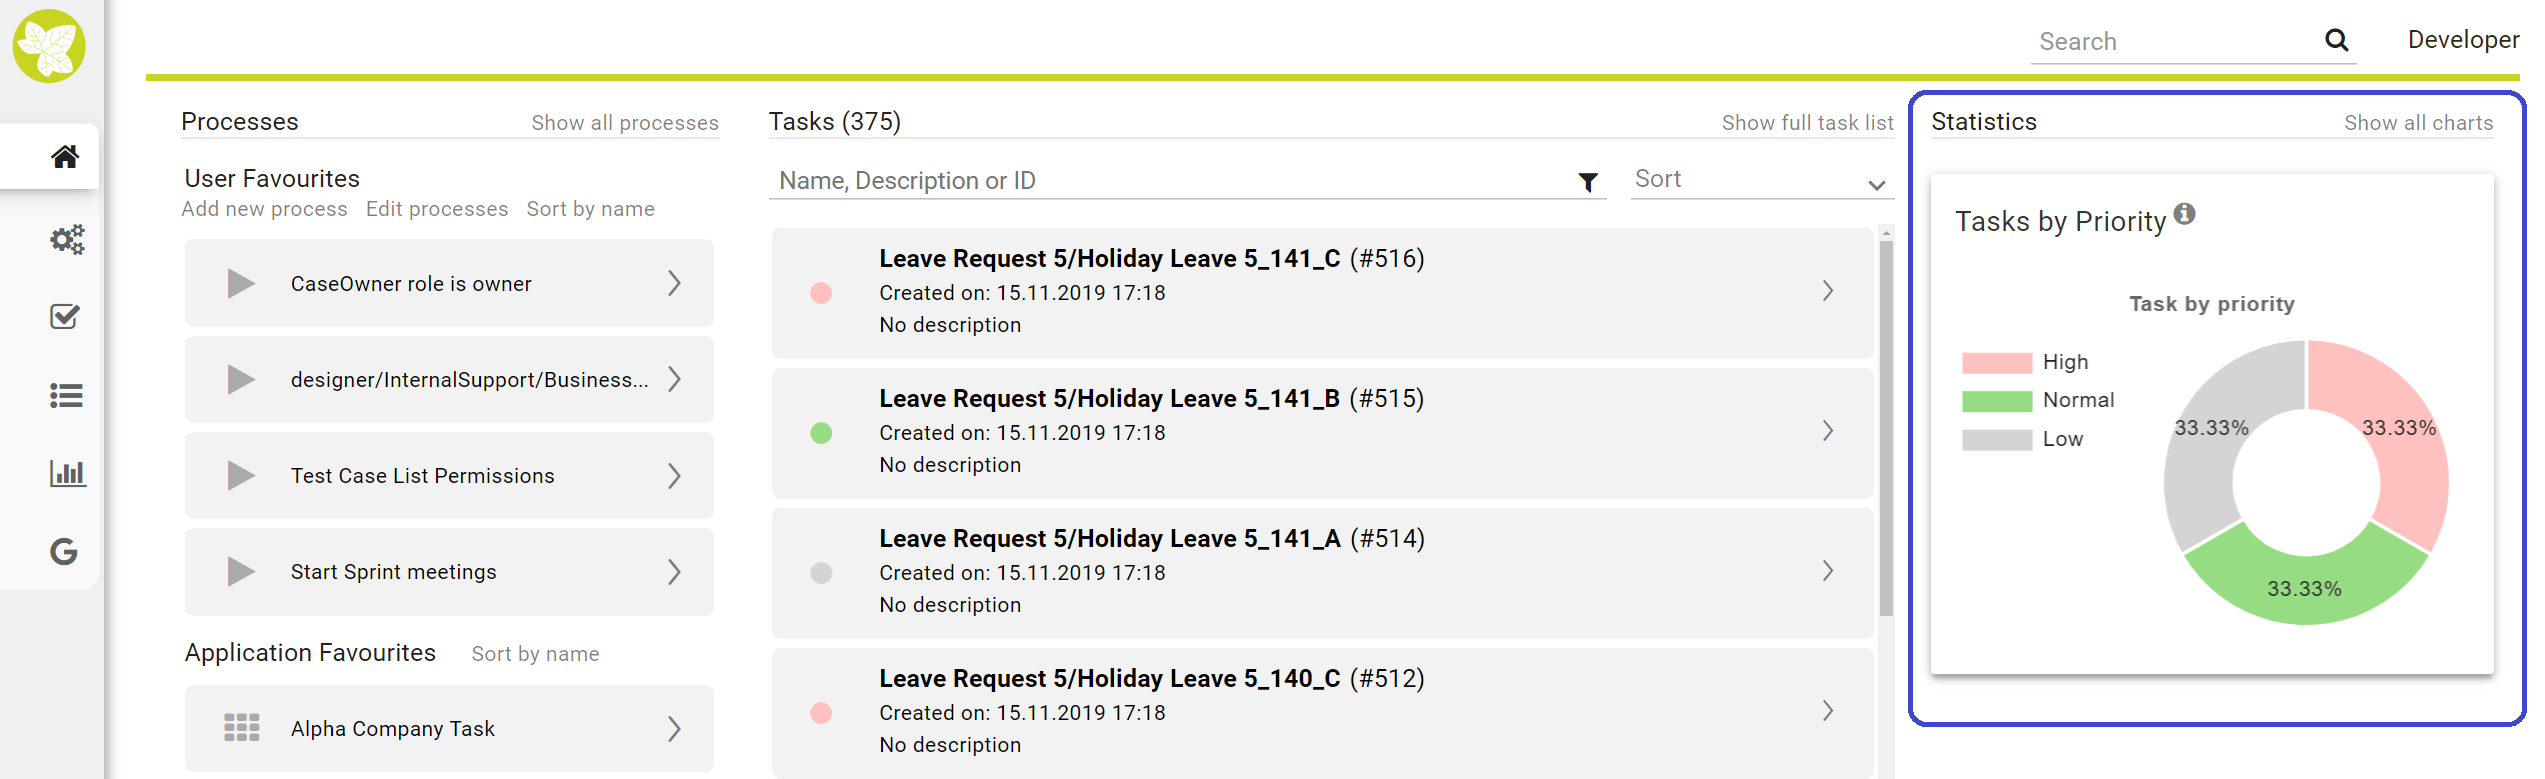 Search
Developer
Processes
Show all processes
User Favourites
Add new process Edit processes Sort by name
CaseOwner role is owner
designer/InternalSupport/Business...
Test Case List Permissions
Start Sprint meetings
Application Favourites Sort by name
Alpha Company Task
Tasks (375)
Show full task list
Name, Description or ID
Sort
Leave Request 5/Holiday Leave 5_141_C (#516)
Created on: 15.11.2019 17:18
No description
Leave Request 5/Holiday Leave 5_141_B (#515)
Created on: 15.11.2019 17:18
No description
Leave Request 5/Holiday Leave 5_141_A (#514)
Created on: 15.11.2019 17:18
No description
Leave Request 5/Holiday Leave 5_140_C (#512)
Created on: 15.11.2019 17:18
No description
Statistics
Show all charts
Tasks by Priority
Task by priority
High
Normal
Low
33.33%
33.33%
33.33%